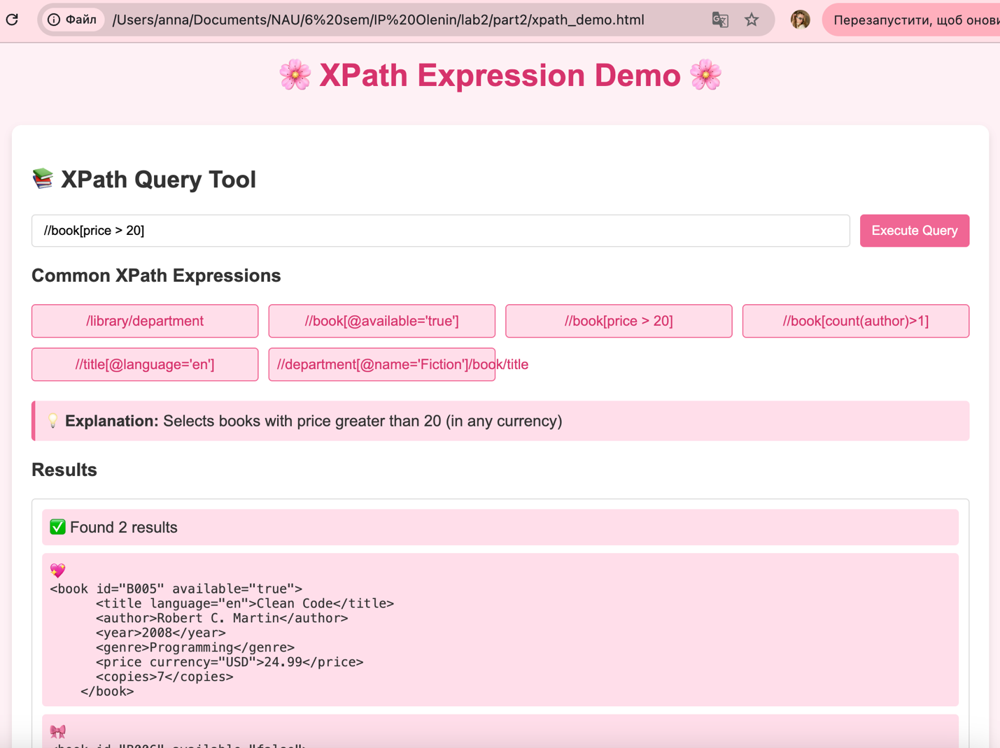 Файл /Users/anna/Documents/NAU/6%20sem/IP%20Olenin/lab2/part2/xpath_demo.html Перезапустити, щоб онови
XPath Expression Demo
XPath Query Tool
//book[price > 20] Execute Query
Common XPath Expressions
/library/department //book[@available='true'] //book[price > 20] //book[count(author)>1]
//title[@language='en'] //department[@name='Fiction']/book/title
Explanation: Selects books with price greater than 20 (in any currency)
Results
Found 2 results
<book id="B005" available="true">
<title language="en">Clean Code</title>
<author>Robert C. Martin</author>
<year>2008</year>
<genre>Programming</genre>
<price currency="USD">24.99</price>
<copies>7</copies>
</book>
<book id="B006" available="false">